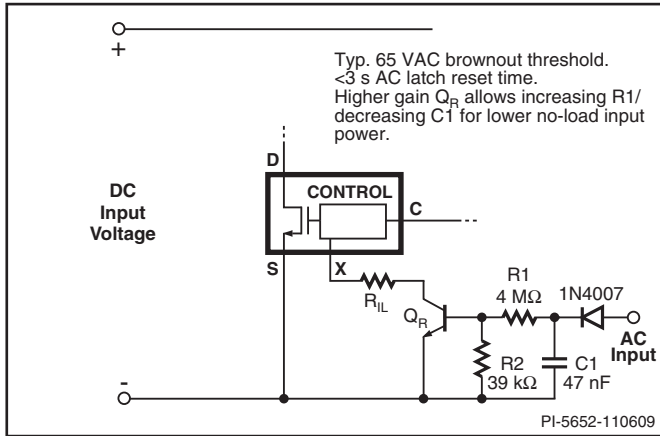 +
Typ. 65 VAC brownout threshold.
<3 s AC latch reset time.
Higher gain QR allows increasing R1/
decreasing C1 for lower no-load input
power.
D
DC
Input
Voltage
CONTROL
C
S
X
RIL
QR
R1
4 MΩ
1N4007
AC
Input
R2
39 kΩ
C1
47 nF
-
PI-5652-110609